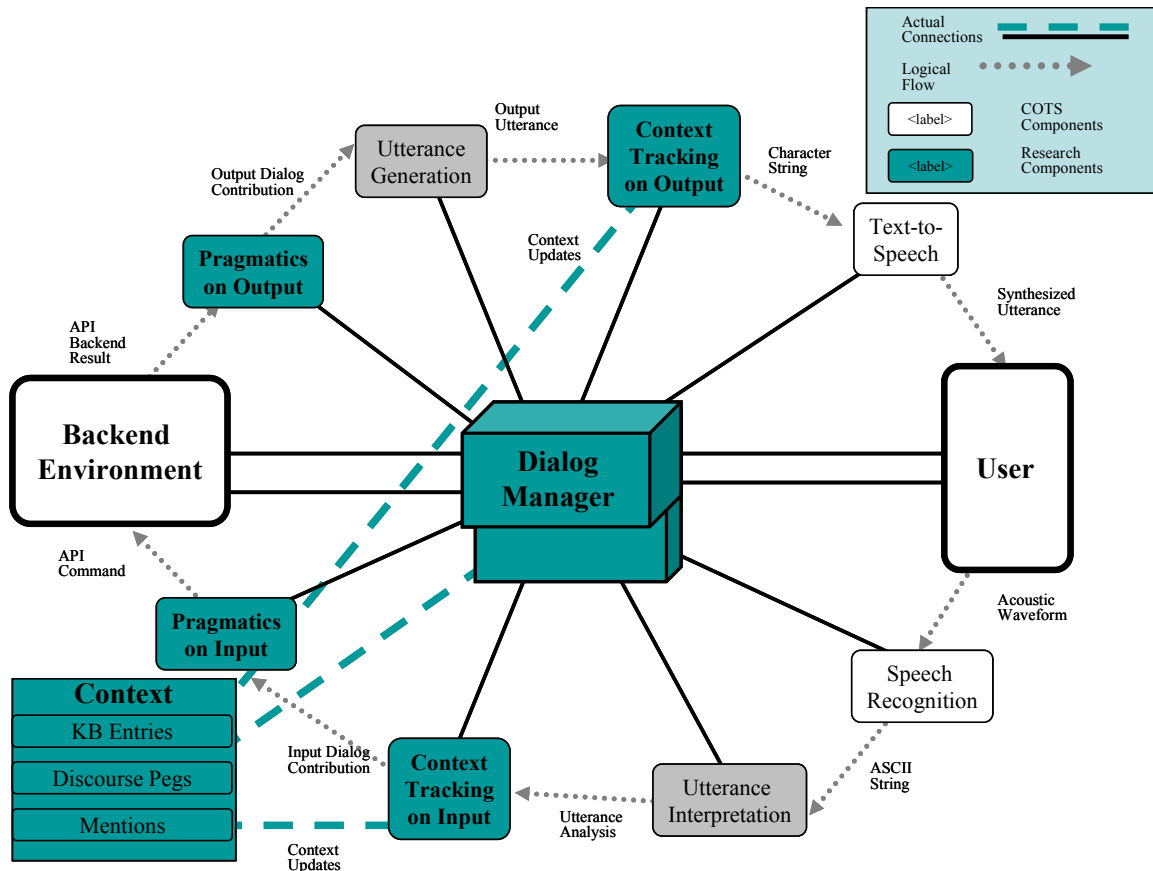 Actual
Connections
Logical
Flow
<label>
COTS
Components
<label>
Research
Components
Output
Utterance
Utterance
Generation
Context
Tracking
on Output
Character
String
Output Dialog
Contribution
Text-to-
Speech
Pragmatics
on Output
Context
Updates
Synthesized
Utterance
API
Backend
Result
Backend
Environment
Dialog
Manager
User
API
Command
Acoustic
Waveform
Pragmatics
on Input
Speech
Recognition
Context
KB Entries
Discourse Pegs
Mentions
Input Dialog
Contribution
Context
Tracking
on Input
Utterance
Analysis
Utterance
Interpretation
ASCII
String
Context
Updates